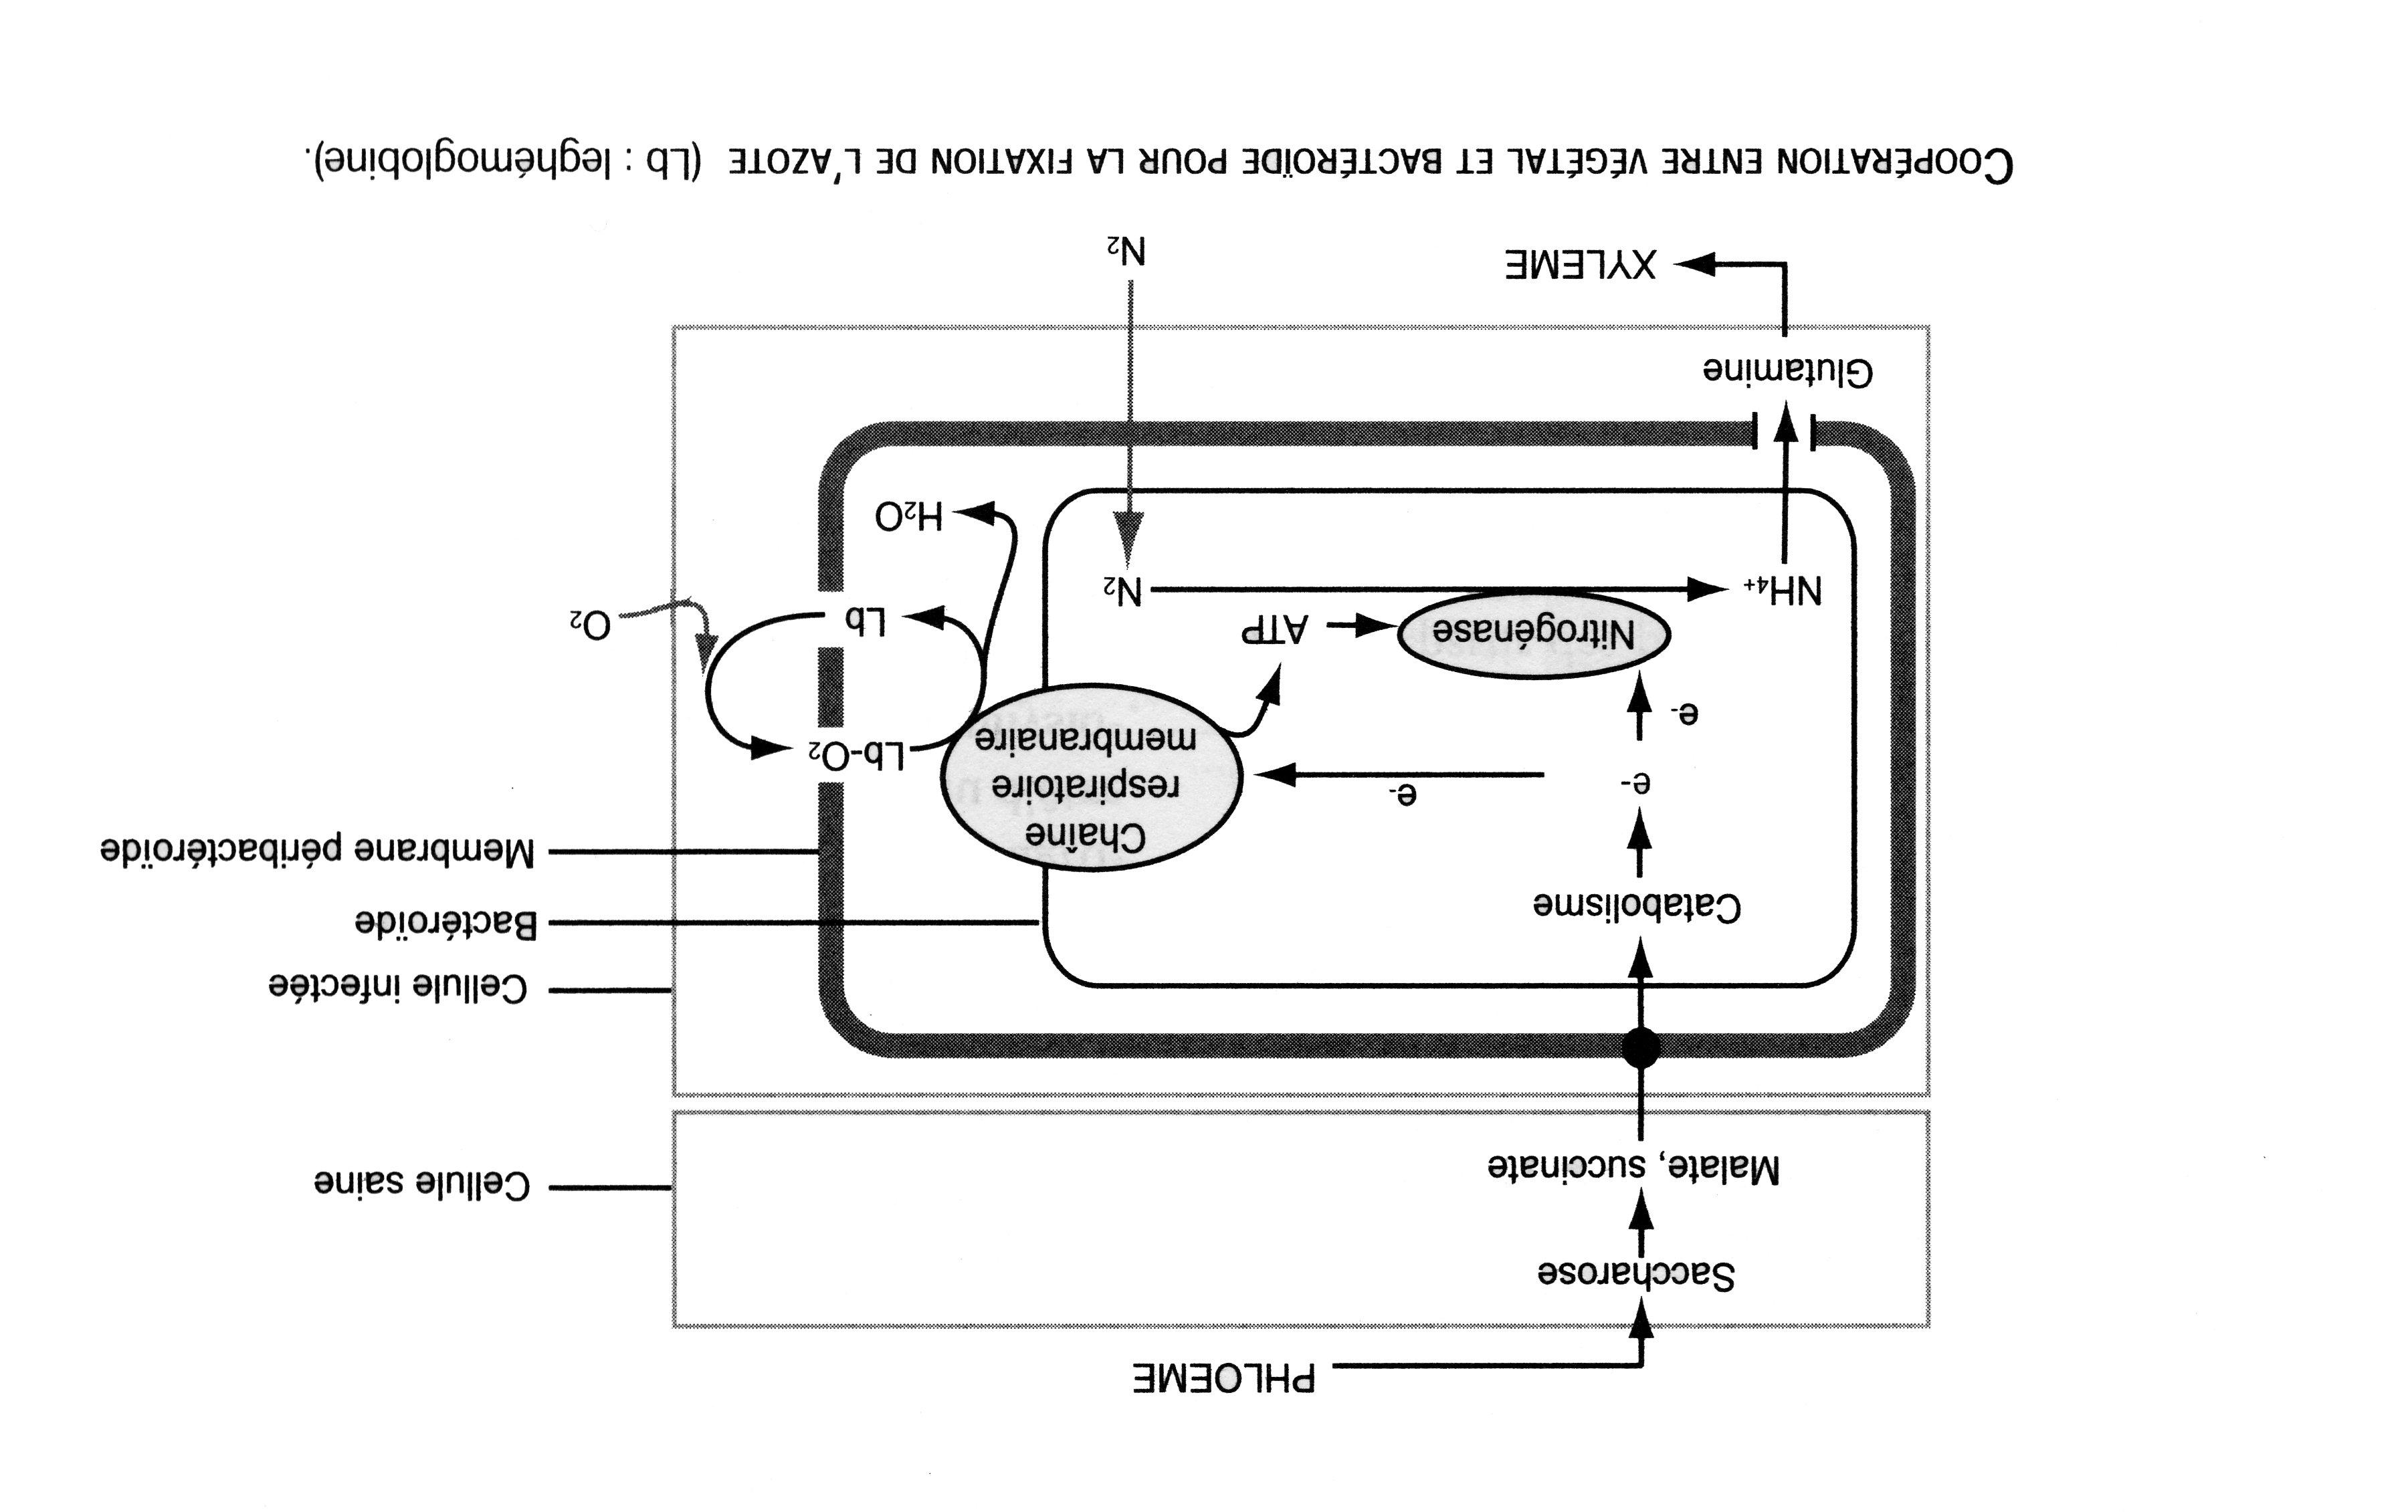 PHLOEME
Saccharose
Malate, succinate
Cellule saine
Cellule infectée
Catabolisme
Bactéroïde
Membrane péribactéroïde
Chaîne
respiratoire
membranaire
e-
e-
e-
Lb-O2
Nitrogénase
ATP
Lb
O2
NH4+
N2
H2O
Glutamine
XYLEME
N2
COOPÉRATION ENTRE VÉGÉTAL ET BACTÉROÏDE POUR LA FIXATION DE L'AZOTE (Lb : leghémoglobine).